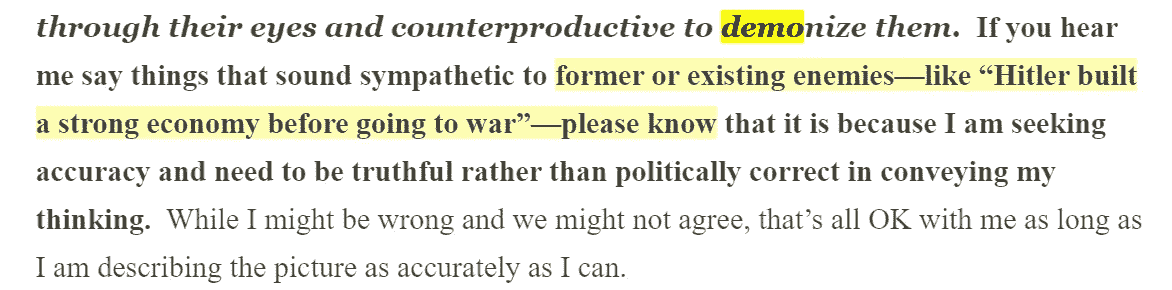 through their eyes and counterproductive to demonize them.  If you hear
me say things that sound sympathetic to former or existing enemies—like “Hitler built
a strong economy before going to war”—please know that it is because I am seeking
accuracy and need to be truthful rather than politically correct in conveying my
thinking.  While I might be wrong and we might not agree, that’s all OK with me as long as
I am describing the picture as accurately as I can.